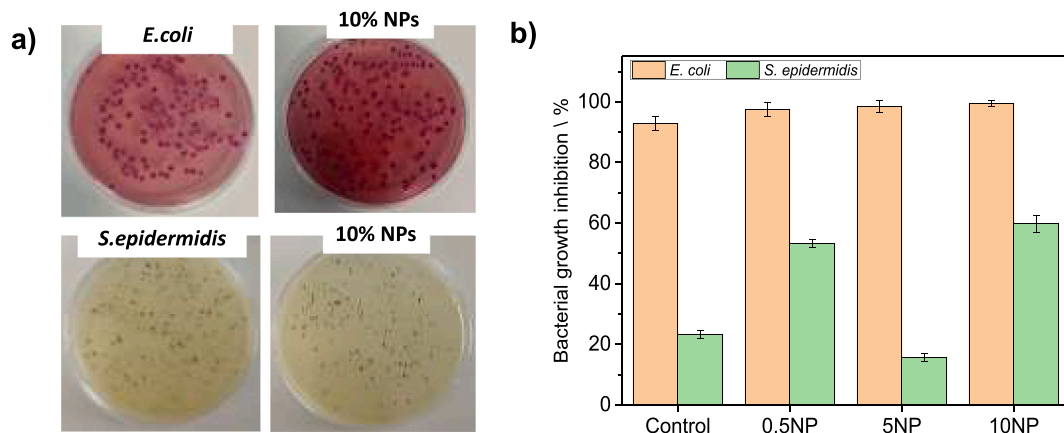 a)
E.coli
10% NPs
S.epidermidis
10% NPs
b)
E. coli
S. epidermidis
Bacterial growth inhibition \ %
100
80
60
40
20
0
Control
0.5NP
5NP
10NP